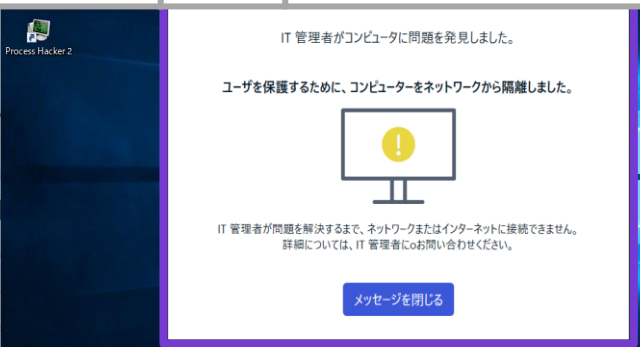 Process Hacker 2
IT 管理者がコンピュータに問題を発見しました。
ユーザを保護するために、コンピューターをネットワークから隔離しました。
IT 管理者が問題を解決するまで、ネットワークまたはインターネットに接続できません。
詳細については、IT 管理者にoお問い合わせください。
メッセージを閉じる